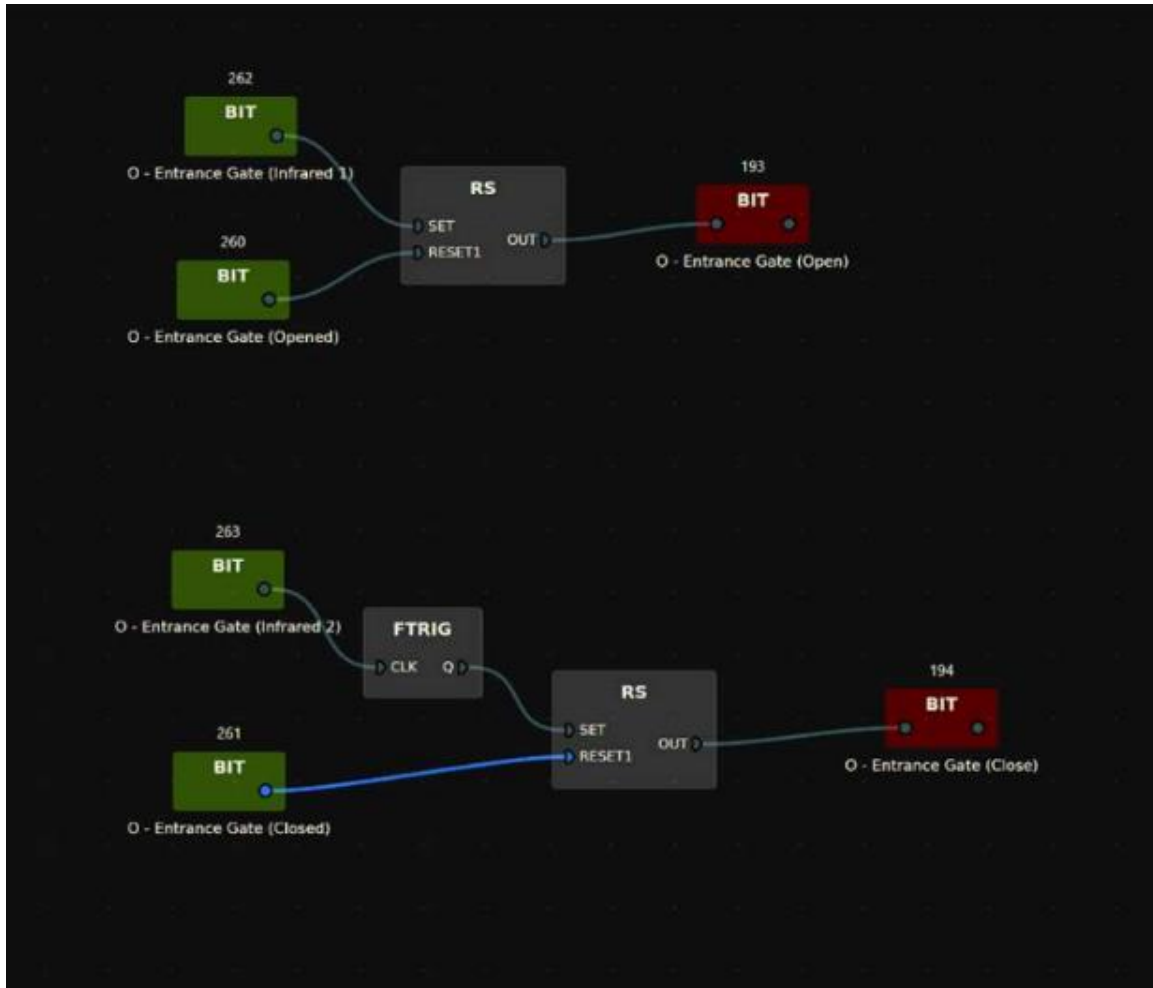 262
BIT
O - Entrance Gate (Infrared 1)
RS
SET
RESET1
OUT
193
BIT
O - Entrance Gate (Open)
260
BIT
O - Entrance Gate (Opened)
263
BIT
O - Entrance Gate (Infrared 2)
FTRIG
CLK Q
RS
SET
RESET1
OUT
194
BIT
O - Entrance Gate (Close)
261
BIT
O - Entrance Gate (Closed)